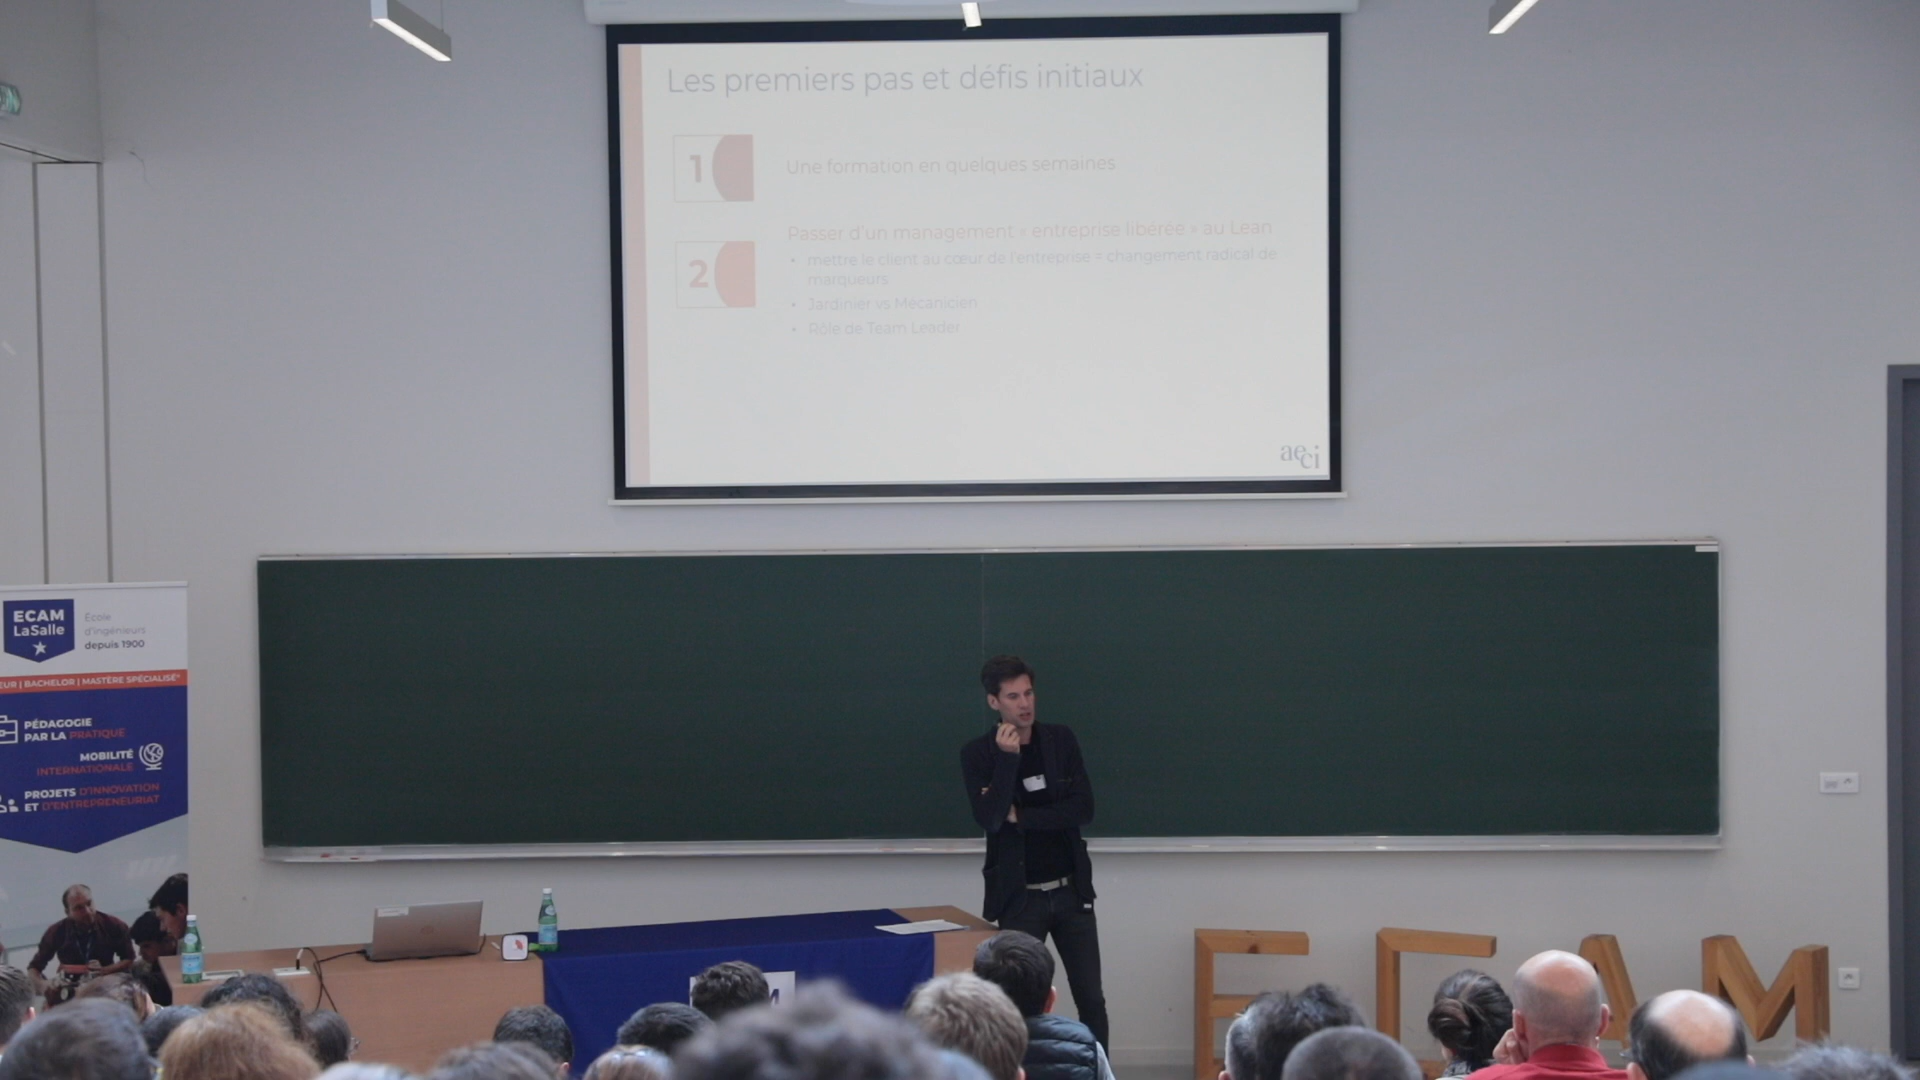 Les premiers pas et défis initiaux
1
Une formation en quelques semaines
2
Passer d'un management « entreprise libérée » au Lean
• mettre le client au cœur de l'entreprise = changement radical de
marqueurs
• Jardinier vs Mécanicien
• Rôle de Team Leader
aeci
ECAM
LaSalle
École
d'ingénieurs
depuis 1900
EUR | BACHELOR | MASTÈRE SPÉCIALISÉ®
PÉDAGOGIE
PAR LA PRATIQUE
MOBILITÉ
INTERNATIONALE
PROJETS D'INNOVATION
ET D'ENTREPRENEURIAT
ECAM